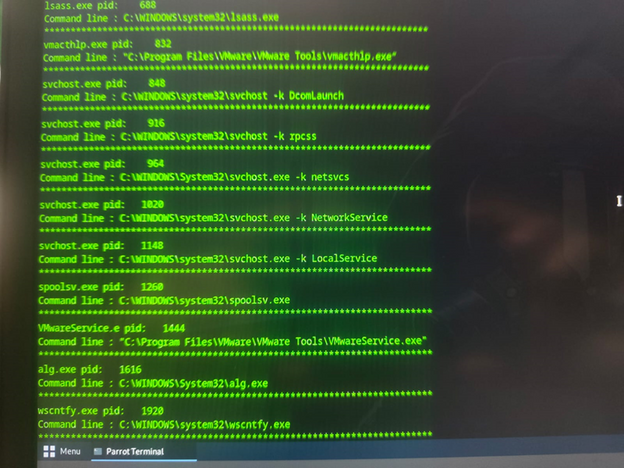 lsass.exe pid: 688
Command line : C:\WINDOWS\system32\lsass.exe
************************************************************************
vmacthlp.exe pid: 832
Command line : "C:\Program Files\VMware\VMware Tools\vmacthlp.exe"
************************************************************************
svchost.exe pid: 848
Command line : C:\WINDOWS\system32\svchost -k DcomLaunch
************************************************************************
svchost.exe pid: 916
Command line : C:\WINDOWS\system32\svchost -k rpcss
************************************************************************
svchost.exe pid: 964
Command line : C:\WINDOWS\System32\svchost.exe -k netsvcs
************************************************************************
svchost.exe pid: 1020
Command line : C:\WINDOWS\system32\svchost.exe -k NetworkService
************************************************************************
svchost.exe pid: 1148
Command line : C:\WINDOWS\system32\svchost.exe -k LocalService
************************************************************************
spoolsv.exe pid: 1260
Command line : C:\WINDOWS\system32\spoolsv.exe
************************************************************************
VMwareService.e pid: 1444
Command line : "C:\Program Files\VMware\VMware Tools\VMwareService.exe"
************************************************************************
alg.exe pid: 1616
Command line : C:\WINDOWS\System32\alg.exe
************************************************************************
wscntfy.exe pid: 1920
Command line : C:\WINDOWS\system32\wscntfy.exe
************************************************************************
Menu Parrot Terminal